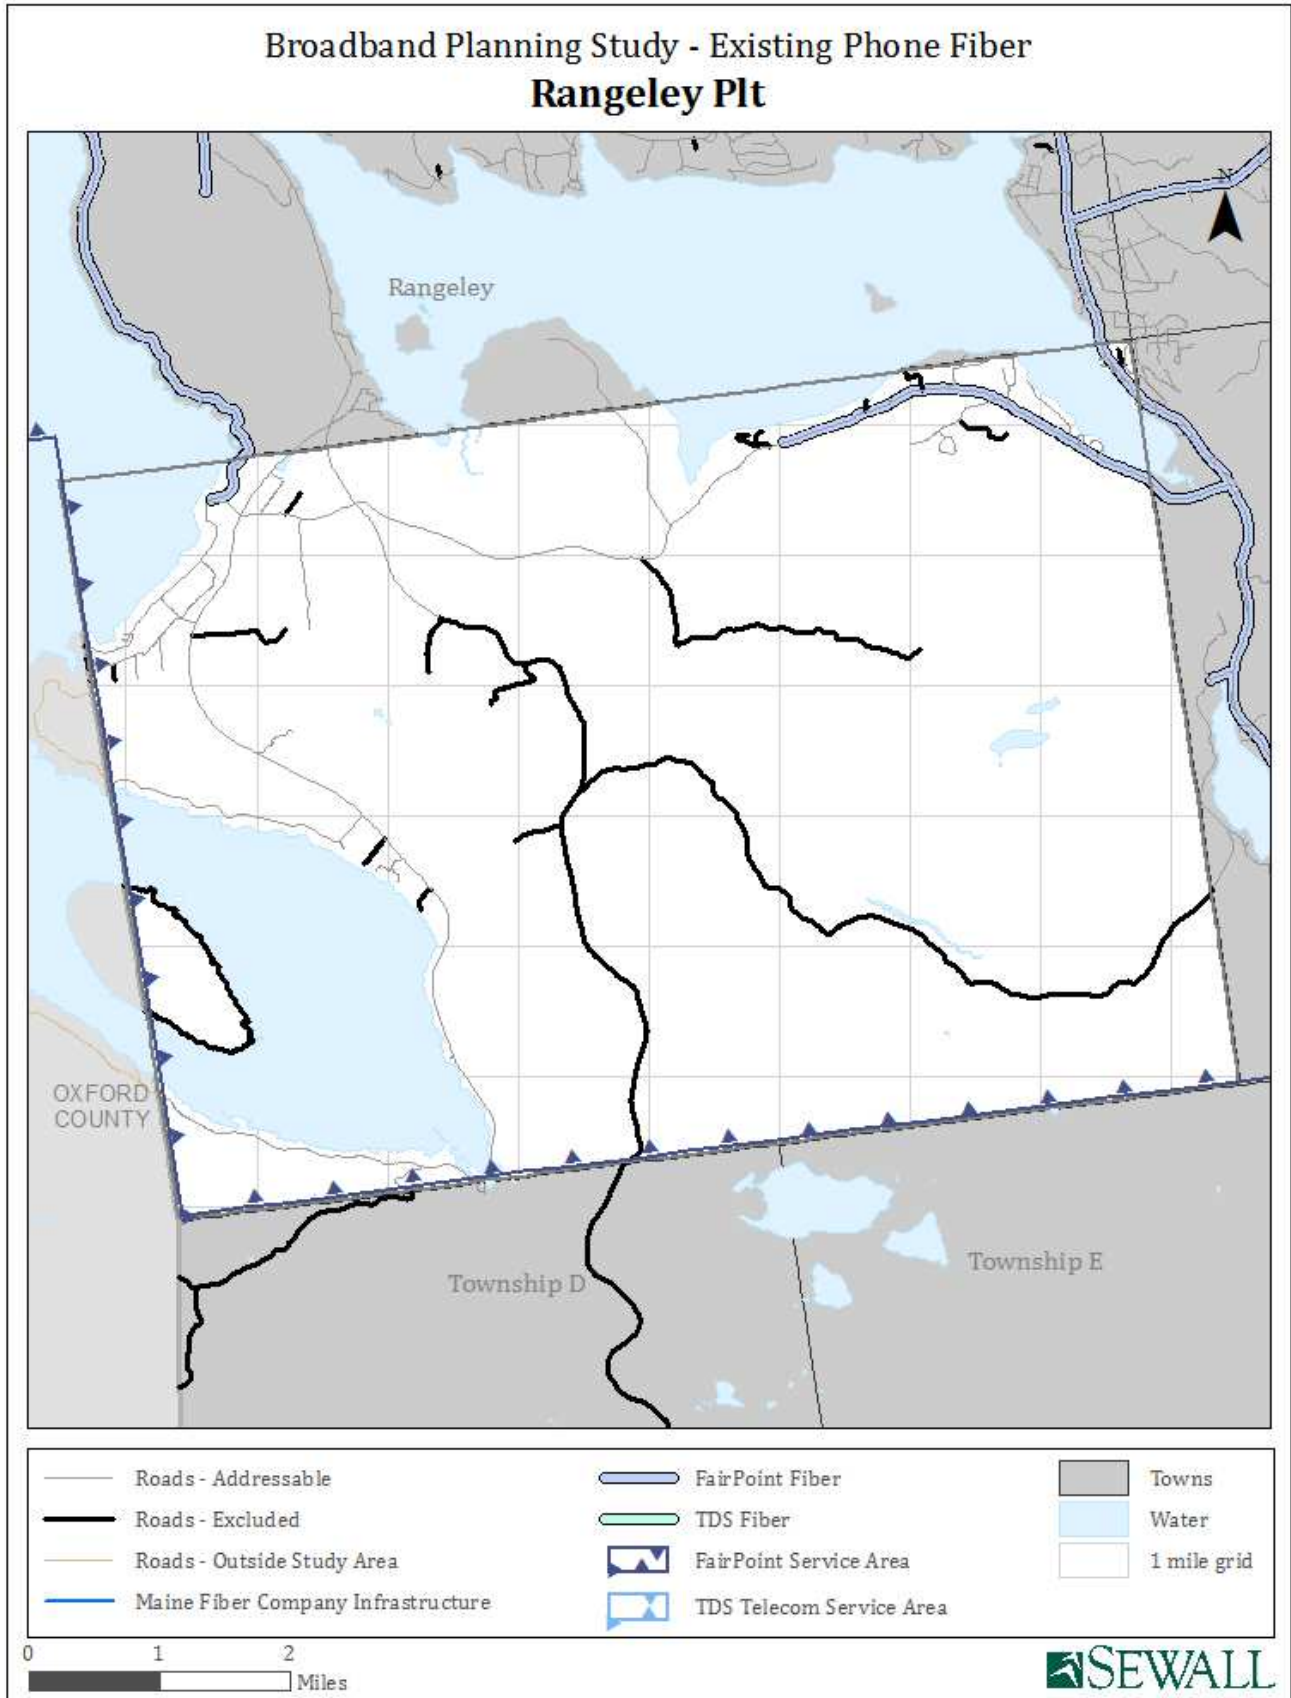 Broadband Planning Study - Existing Phone Fiber
Rangeley Plt
N
Rangeley
OXFORD
COUNTY
Township D
Township E
Roads - Addressable
Roads - Excluded
Roads - Outside Study Area
Maine Fiber Company Infrastructure
FairPoint Fiber
TDS Fiber
FairPoint Service Area
TDS Telecom Service Area
Towns
Water
1 mile grid
0 1 2
Miles
SEWALL